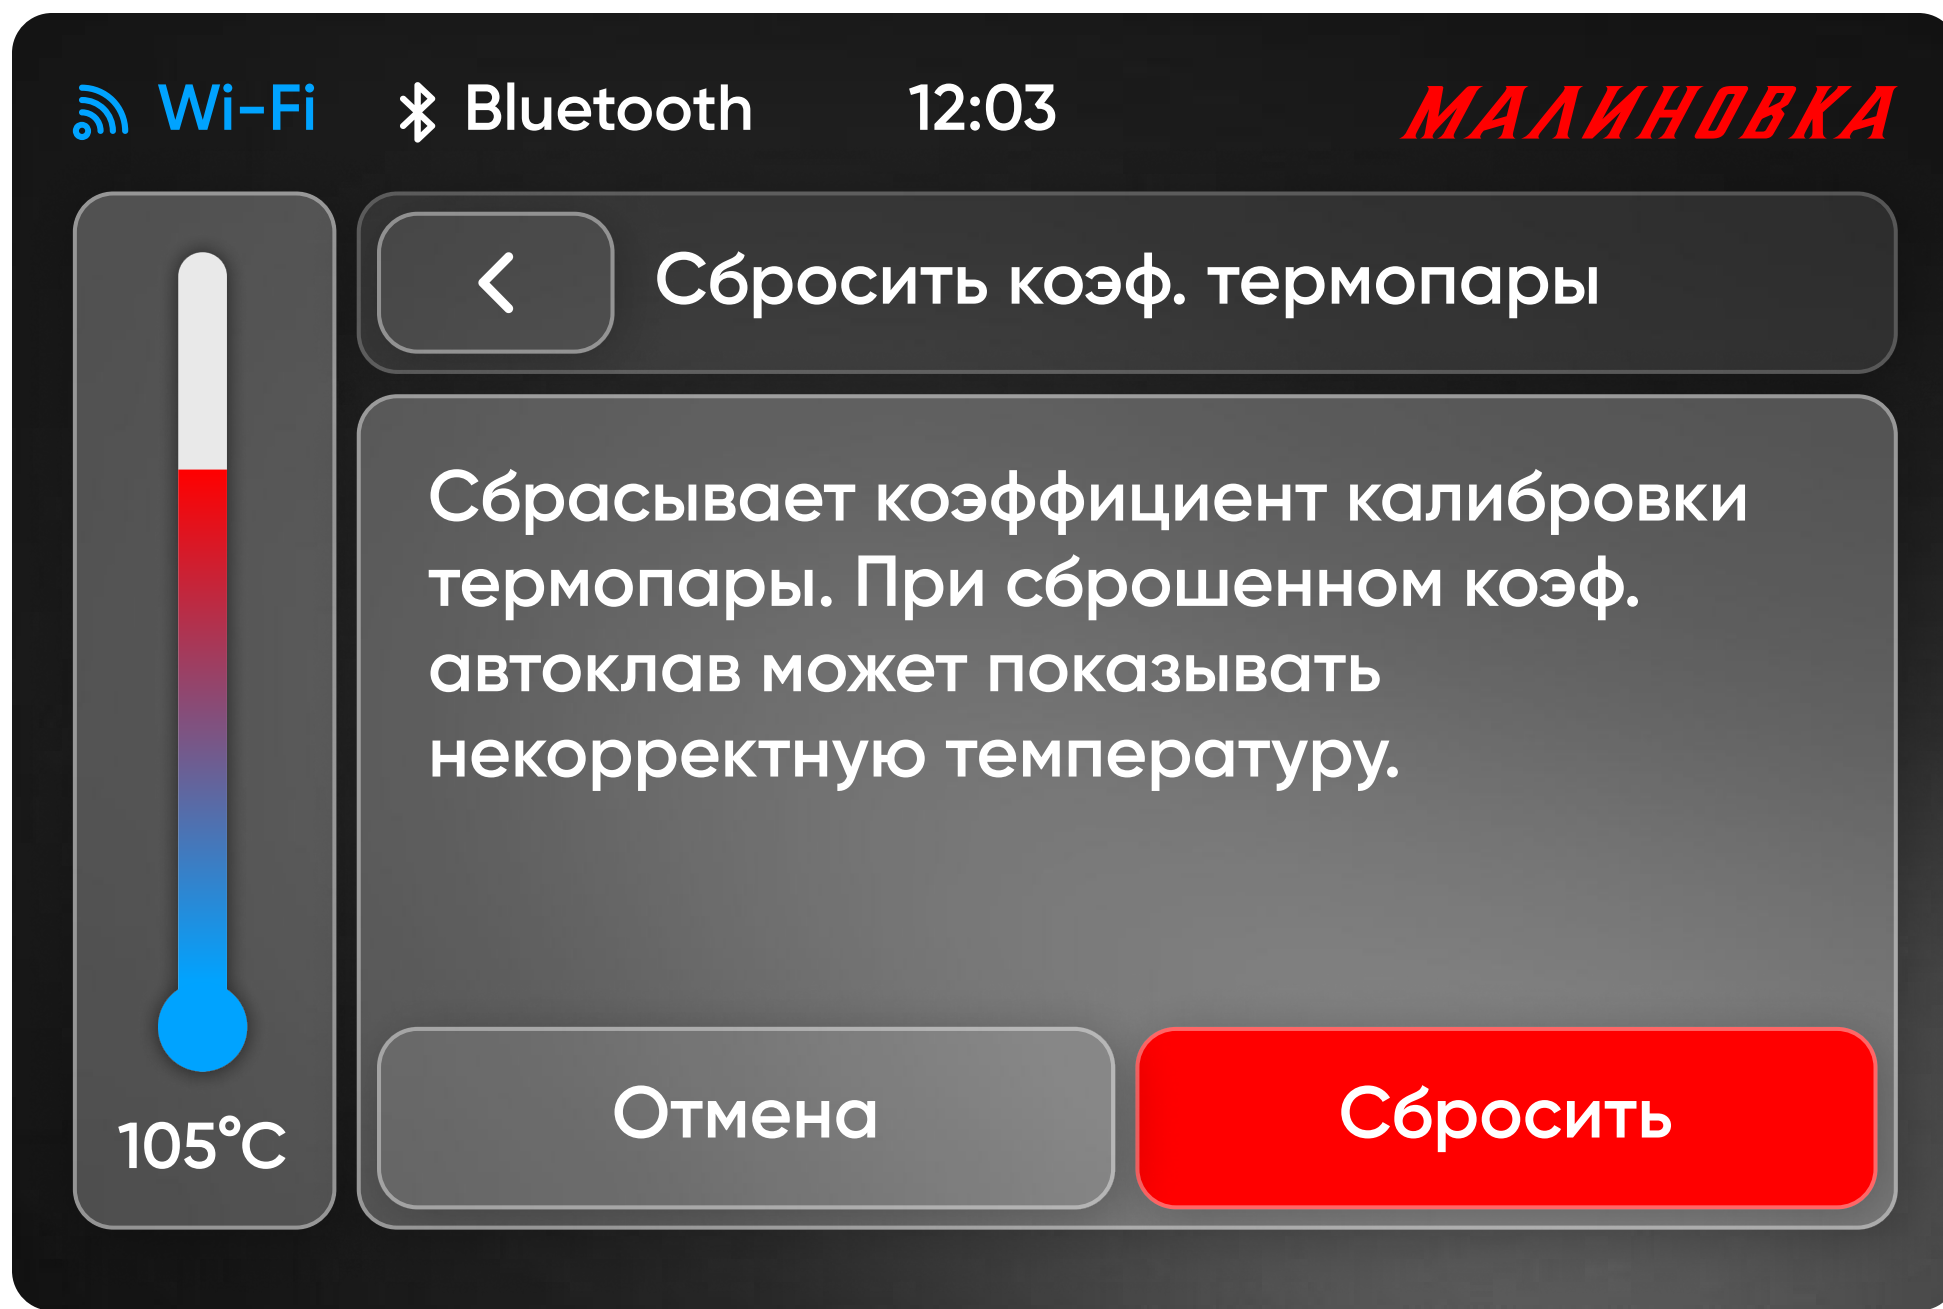 Wi-Fi Bluetooth 12:03 МАЛИНОВКА
Сбросить коэф. термопары
Сбрасывает коэффициент калибровки
термопары. При сброшенном коэф.
автоклав может показывать
некорректную температуру.
105°C
Отмена Сбросить